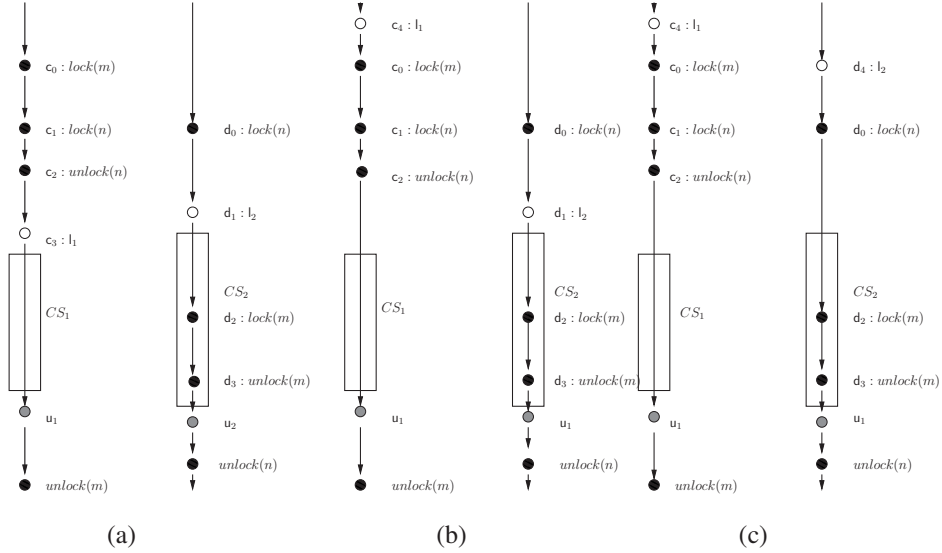 c₄ : l₁
c₀ : lock(m)
c₁ : lock(n)
c₂ : unlock(n)
c₃ : l₁
CS₁
u₁
unlock(m)
d₀ : lock(n)
d₁ : l₂
CS₂
d₂ : lock(m)
d₃ : unlock(m)
u₂
unlock(n)
(a)
c₀ : lock(m)
c₁ : lock(n)
c₂ : unlock(n)
CS₁
u₁
unlock(m)
d₀ : lock(n)
d₁ : l₂
CS₂
d₂ : lock(m)
d₃ : unlock(m)
u₁
unlock(n)
(b)
c₄ : l₁
c₀ : lock(m)
c₁ : lock(n)
c₂ : unlock(n)
CS₁
u₁
unlock(m)
d₄ : l₂
d₀ : lock(n)
CS₂
d₂ : lock(m)
d₃ : unlock(m)
u₁
unlock(n)
(c)